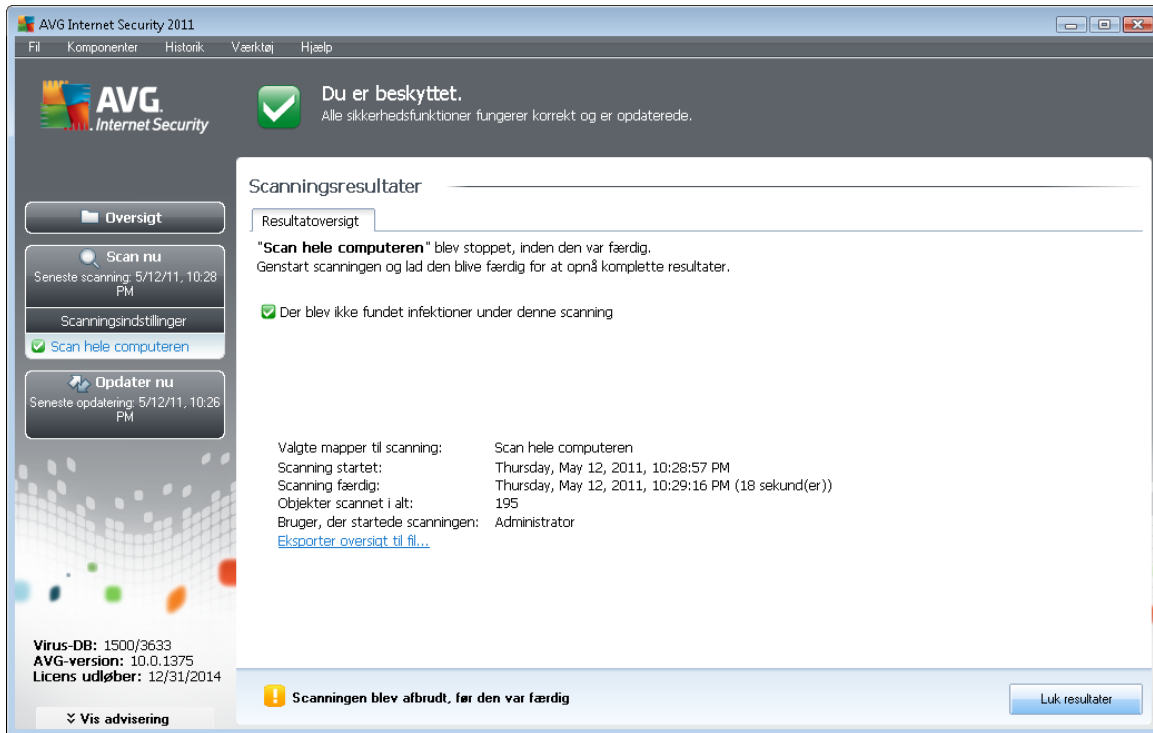 AVG Internet Security 2011
Fil Komponenter Historik Værktøj Hjælp
AVG.
Internet Security
Du er beskyttet.
Alle sikkerhedsfunktioner fungerer korrekt og er opdaterede.
Oversigt
Scan nu
Seneste scanning: 5/12/11, 10:28
PM
Scanningsindstillinger
Scan hele computeren
Opdater nu
Seneste opdatering: 5/12/11, 10:26
PM
Virus-DB: 1500/3633
AVG-version: 10.0.1375
Licens udløber: 12/31/2014
Vis advisering
Scanningsresultater
Resultatoversigt
"Scan hele computeren" blev stoppet, inden den var færdig.
Genstart scanningen og lad den blive færdig for at opnå komplette resultater.
Der blev ikke fundet infektioner under denne scanning
Valgte mapper til scanning: Scan hele computeren
Scanning startet: Thursday, May 12, 2011, 10:28:57 PM
Scanning færdig: Thursday, May 12, 2011, 10:29:16 PM (18 sekund(er))
Objekter scannet i alt: 195
Bruger, der startede scanningen: Administrator
Eksporter oversigt til fil...
Scanningen blev afbrudt, før den var færdig
Luk resultater